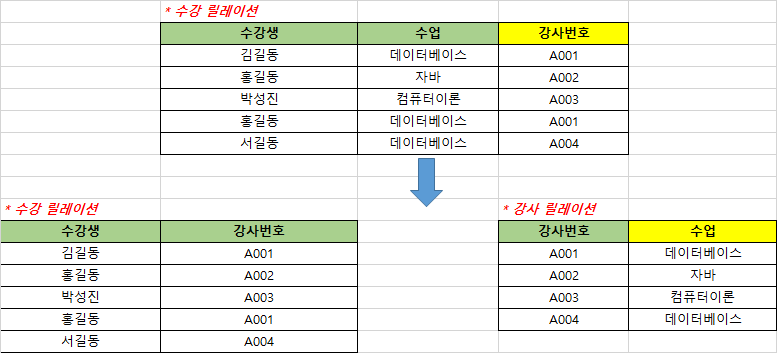 * 수강 릴레이션
수강생 수업 강사번호
김길동 데이터베이스 A001
홍길동 자바 A002
박성진 컴퓨터이론 A003
홍길동 데이터베이스 A001
서길동 데이터베이스 A004
* 수강 릴레이션
수강생 강사번호
김길동 A001
홍길동 A002
박성진 A003
홍길동 A001
서길동 A004
* 강사 릴레이션
강사번호 수업
A001 데이터베이스
A002 자바
A003 컴퓨터이론
A004 데이터베이스